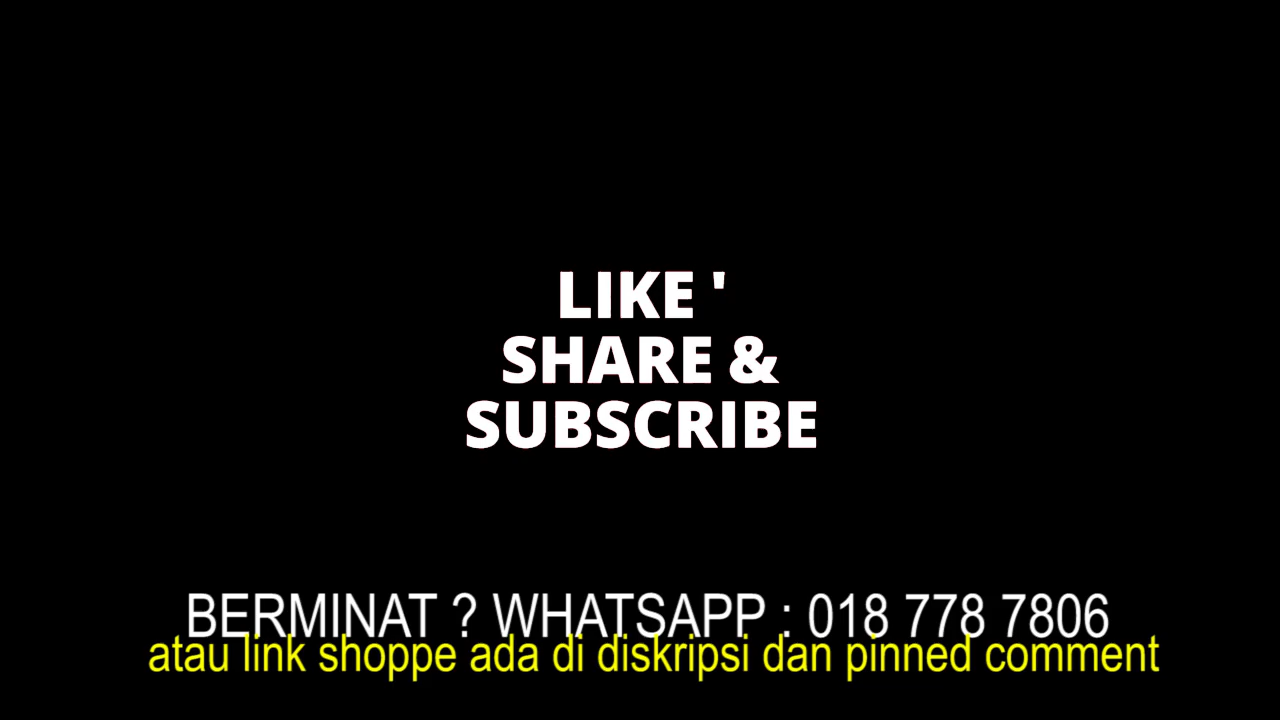 LIKE '
SHARE &
SUBSCRIBE
BERMINAT ? WHATSAPP : 018 778 7806
atau link shoppe ada di diskripsi dan pinned comment